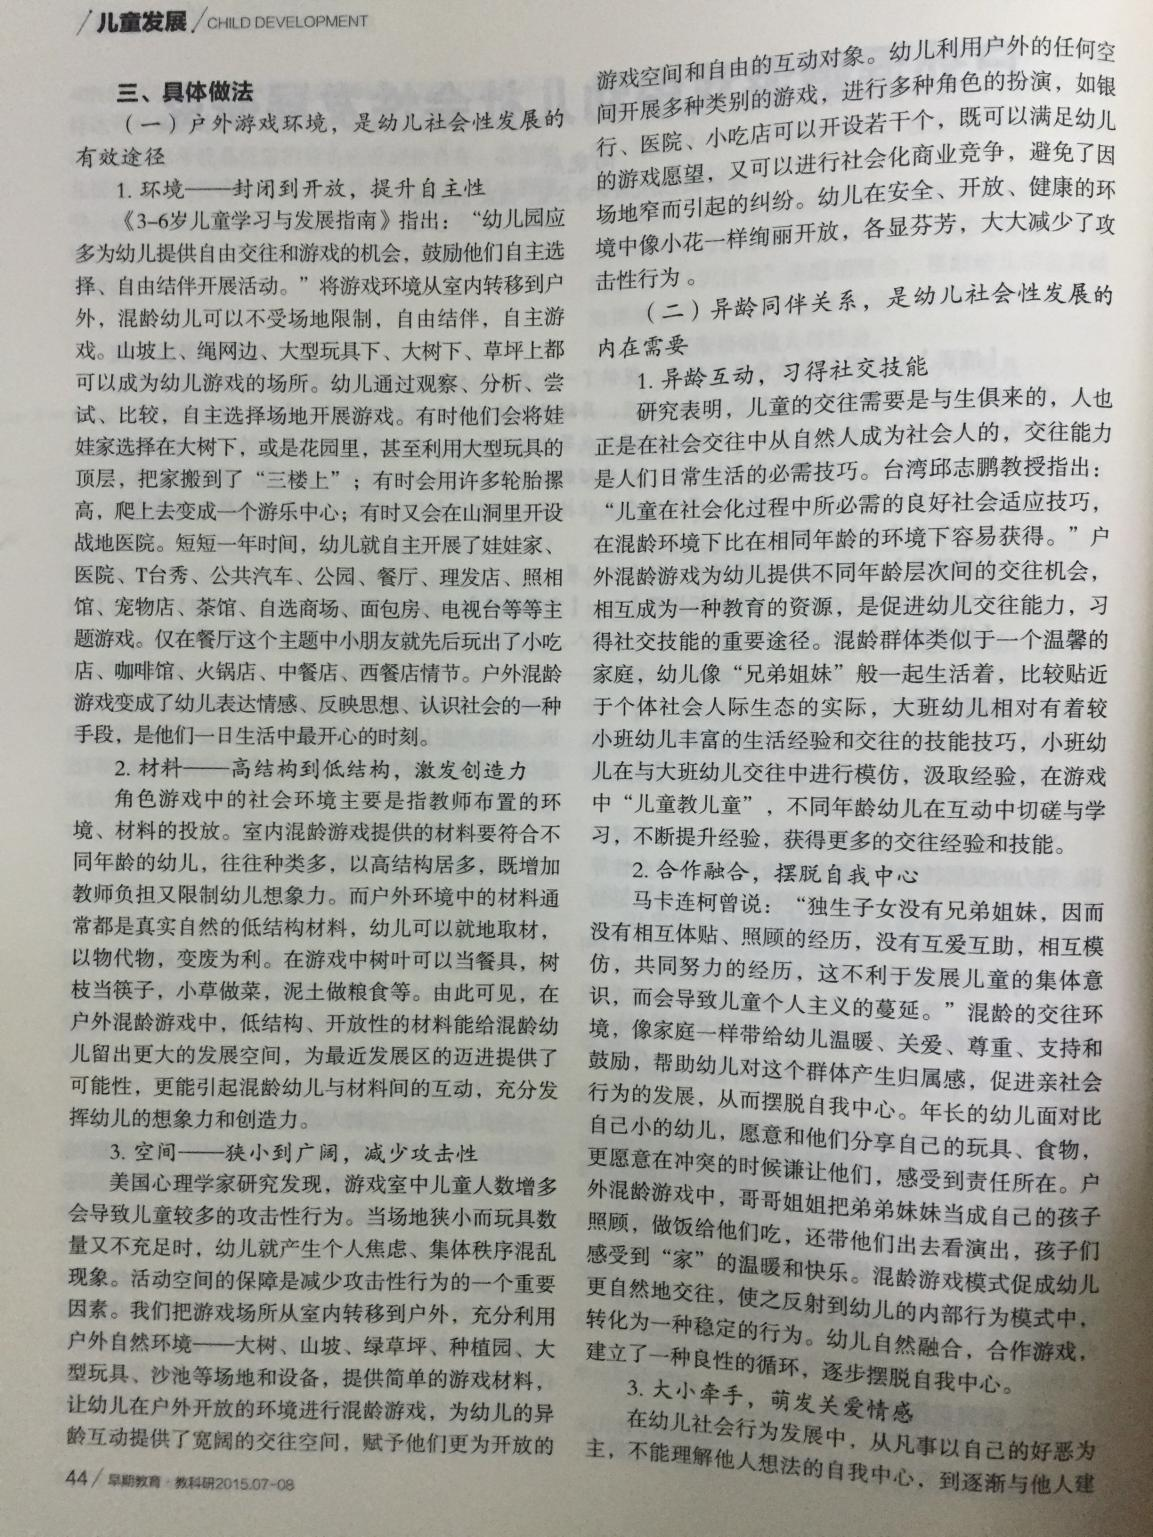 儿童发展/CHILD DEVELOPMENT
三、具体做法
（一）户外游戏环境，是幼儿社会性发展的
有效途径
1. 环境——封闭到开放，提升自主性
《3-6岁儿童学习与发展指南》指出：“幼儿园应
多为幼儿提供自由交往和游戏的机会，鼓励他们自主选
择、自由结伴开展活动。”将游戏环境从室内转移到户
外，混龄幼儿可以不受场地限制，自由结伴，自主游
戏。山坡上、绳网边、大型玩具下、大树下、草坪上都
可以成为幼儿游戏的场所。幼儿通过观察、分析、尝
试、比较，自主选择场地开展游戏。有时他们会将娃
娃家选择在大树下，或是花园里，甚至利用大型玩具的
顶层，把家搬到了“三楼上”；有时会用许多轮胎摞
高，爬上去变成一个游乐中心；有时又会在山洞里开设
战地医院。短短一年时间，幼儿就自主开展了娃娃家、
医院、T台秀、公共汽车、公园、餐厅、理发店、照相
馆、宠物店、茶馆、自选商场、面包房、电视台等等主
题游戏。仅在餐厅这个主题中小朋友就先后玩出了小吃
店、咖啡馆、火锅店、中餐店、西餐店情节。户外混龄
游戏变成了幼儿表达情感、反映思想、认识社会的一种
手段，是他们一日生活中最开心的时刻。
2. 材料——高结构到低结构，激发创造力
角色游戏中的社会环境主要是指教师布置的环
境、材料的投放。室内混龄游戏提供的材料要符合不
同年龄的幼儿，往往种类多，以高结构居多，既增加
教师负担又限制幼儿想象力。而户外环境中的材料通
常都是真实自然的低结构材料，幼儿可以就地取材，
以物代物，变废为利。在游戏中树叶可以当餐具，树
枝当筷子，小草做菜，泥土做粮食等。由此可见，在
户外混龄游戏中，低结构、开放性的材料能给混龄幼
儿留出更大的发展空间，为最近发展区的迈进提供了
可能性，更能引起混龄幼儿与材料间的互动，充分发
挥幼儿的想象力和创造力。
3. 空间——狭小到广阔，减少攻击性
美国心理学家研究发现，游戏室中儿童人数增多
会导致儿童较多的攻击性行为。当场地狭小而玩具数
量又不充足时，幼儿就产生个人焦虑、集体秩序混乱
现象。活动空间的保障是减少攻击性行为的一个重要
因素。我们把游戏场所从室内转移到户外，充分利用
户外自然环境——大树、山坡、绿草坪、种植园、大
型玩具、沙池等场地和设备，提供简单的游戏材料，
让幼儿在户外开放的环境进行混龄游戏，为幼儿的异
龄互动提供了宽阔的交往空间，赋予他们更为开放的
44/早期教育·教科研2015.07-08
游戏空间和自由的互动对象。幼儿利用户外的任何空
间开展多种类别的游戏，进行多种角色的扮演，如银
行、医院、小吃店可以开设若干个，既可以满足幼儿
的游戏愿望，又可以进行社会化商业竞争，避免了因
场地窄而引起的纠纷。幼儿在安全、开放、健康的环
境中像小花一样绚丽开放，各显芬芳，大大减少了攻
击性行为。
（二）异龄同伴关系，是幼儿社会性发展的
内在需要
1. 异龄互动，习得社交技能
研究表明，儿童的交往需要是与生俱来的，人也
正是在社会交往中从自然人成为社会人的，交往能力
是人们日常生活的必需技巧。台湾邱志鹏教授指出：
“儿童在社会化过程中所必需的良好社会适应技巧，
在混龄环境下比在相同年龄的环境下容易获得。”户
外混龄游戏为幼儿提供不同年龄层次间的交往机会，
相互成为一种教育的资源，是促进幼儿交往能力，习
得社交技能的重要途径。混龄群体类似于一个温馨的
家庭，幼儿像“兄弟姐妹”般一起生活着，比较贴近
于个体社会人际生态的实际，大班幼儿相对有着较
小班幼儿丰富的生活经验和交往的技能技巧，小班幼
儿在与大班幼儿交往中进行模仿，汲取经验，在游戏
中“儿童教儿童”，不同年龄幼儿在互动中切磋与学
习，不断提升经验，获得更多的交往经验和技能。
2. 合作融合，摆脱自我中心
马卡连柯曾说：“独生子女没有兄弟姐妹，因而
没有相互体贴、照顾的经历，没有互爱互助，相互模
仿，共同努力的经历，这不利于发展儿童的集体意
识，而会导致儿童个人主义的蔓延。”混龄的交往环
境，像家庭一样带给幼儿温暖、关爱、尊重、支持和
鼓励，帮助幼儿对这个群体产生归属感，促进亲社会
行为的发展，从而摆脱自我中心。年长的幼儿面对比
自己小的幼儿，愿意和他们分享自己的玩具、食物，
更愿意在冲突的时候谦让他们，感受到责任所在。户
外混龄游戏中，哥哥姐姐把弟弟妹妹当成自己的孩子
照顾，做饭给他们吃，还带他们出去看演出，孩子们
感受到“家”的温暖和快乐。混龄游戏模式促成幼儿
更自然地交往，使之反射到幼儿的内部行为模式中，
转化为一种稳定的行为。幼儿自然融合，合作游戏，
建立了一种良性的循环，逐步摆脱自我中心。
3. 大小牵手，萌发关爱情感
在幼儿社会行为发展中，从凡事以自己的好恶为
主，不能理解他人想法的自我中心，到逐渐与他人建